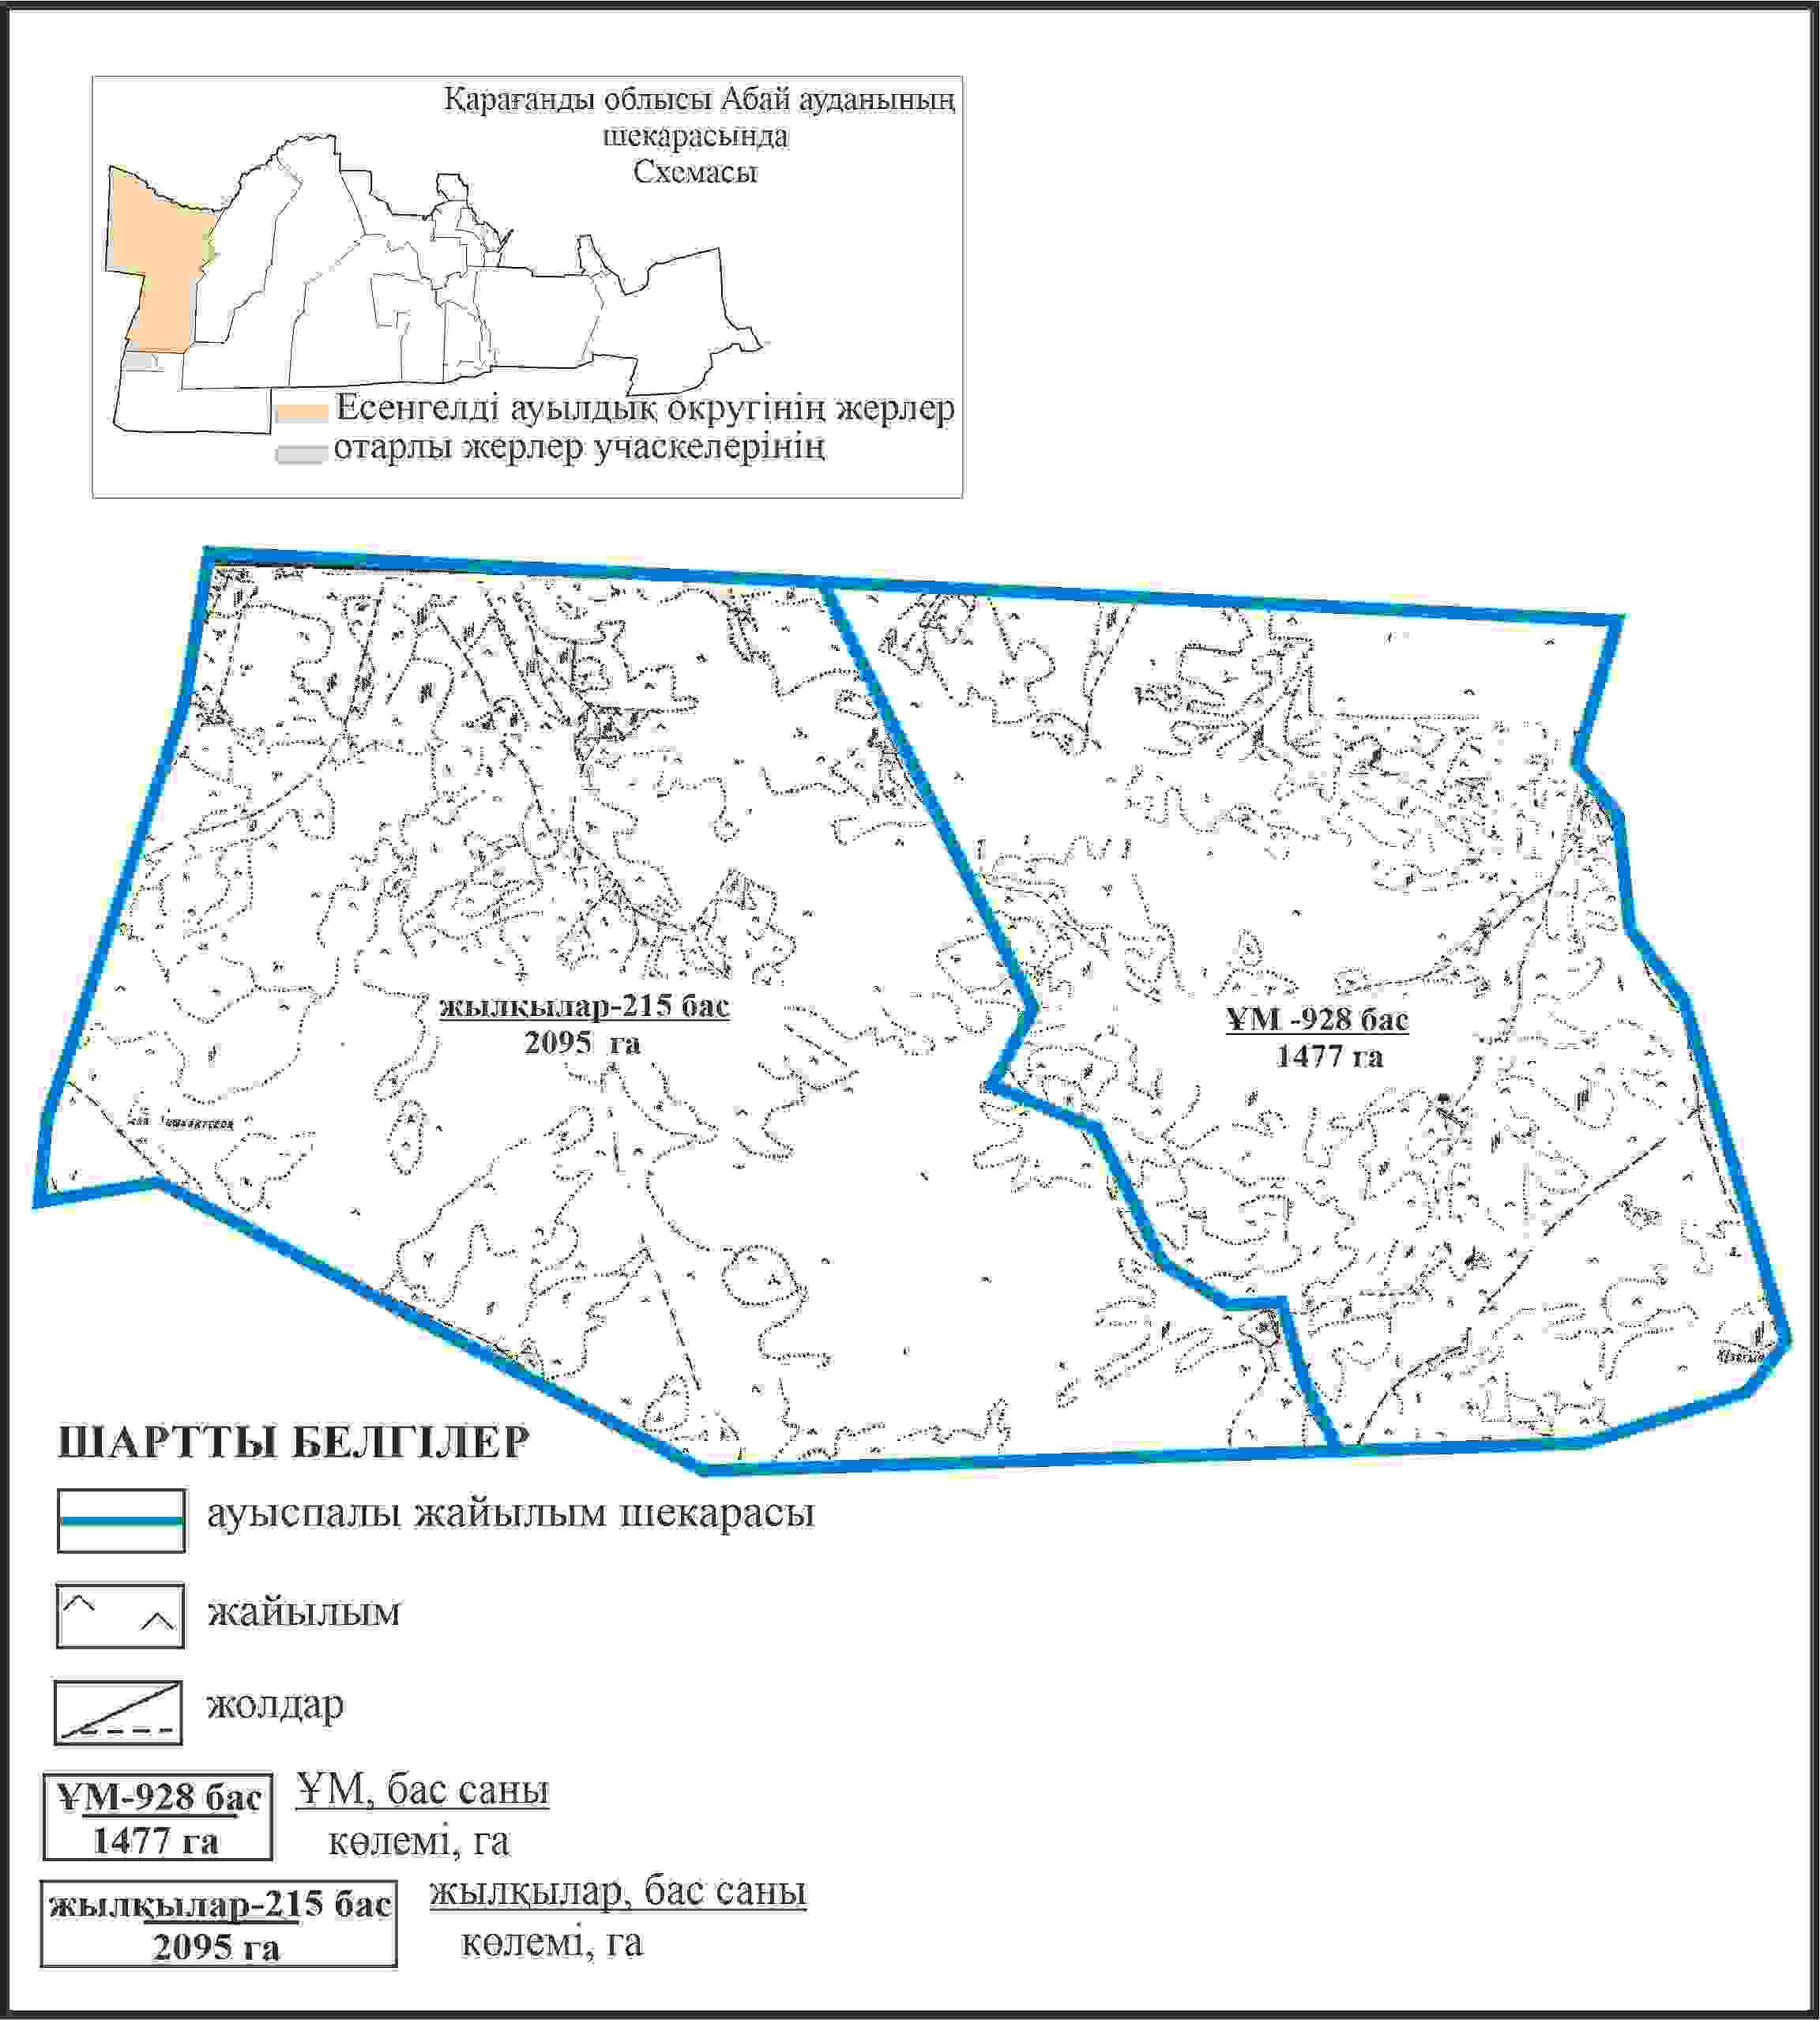 Қарағанды облысы Абай ауданының
шекарасында
Схемасы
Есенгелді ауылдық округінің жерлер
отарлы жерлер учаскелерінің
жылқылар-215 бас
2095 га
ҰМ -928 бас
1477 га
ШАРТТЫ БЕЛГІЛЕР
ауыспалы жайылым шекарасы
жайылым
жолдар
ҰМ-928 бас
1477 га
ҰМ, бас саны
көлемі, га
жылқылар-215 бас
2095 га
жылқылар, бас саны
көлемі, га